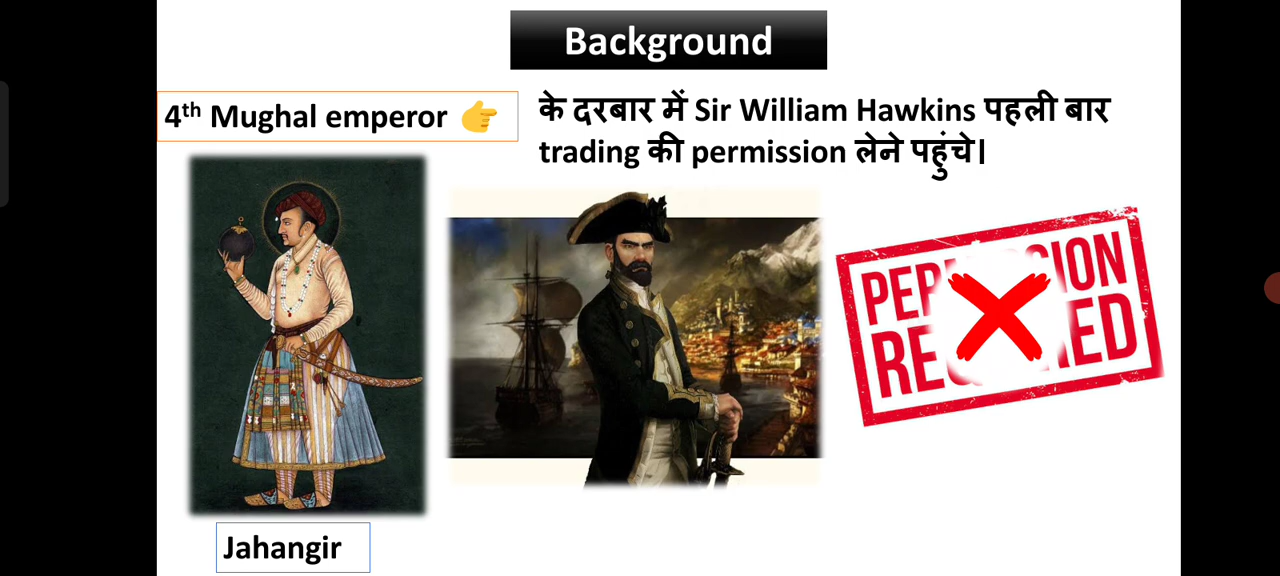 Background
4th Mughal emperor 👉
के दरबार में Sir William Hawkins पहली बार
trading की permission लेने पहुंचे।
Jahangir